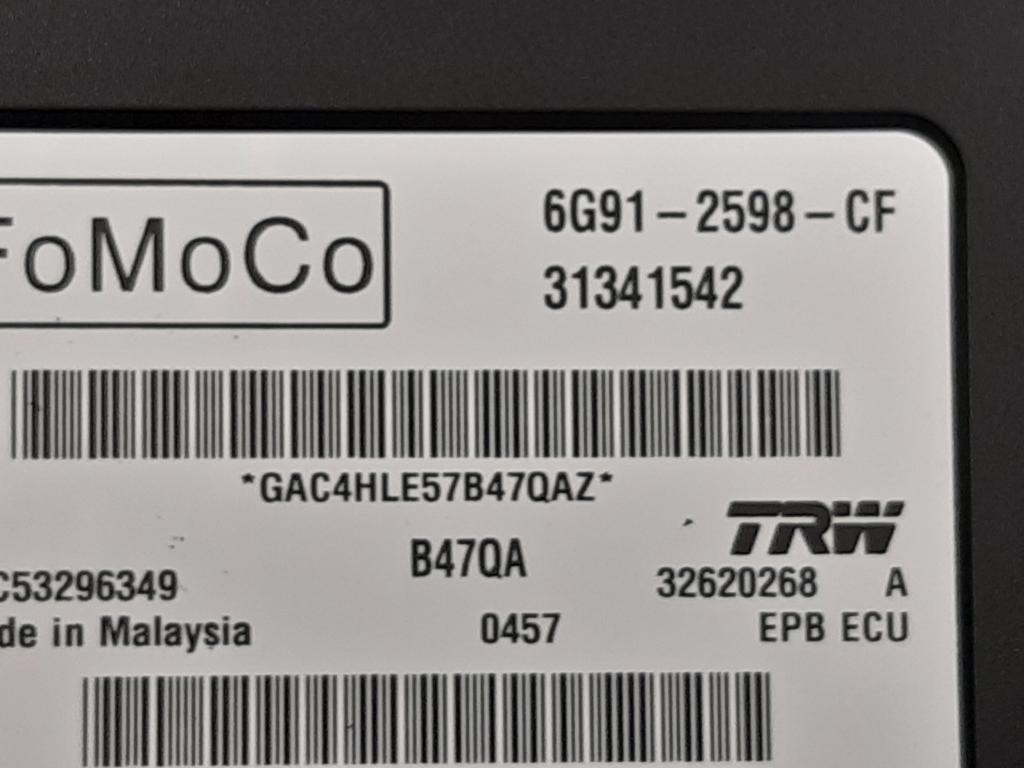 FoMoCo
6G91-2598-CF
31341542
*GAC4HLE57B47QAZ*
TRW
B47QA
C53296349
32620268 A
de in Malaysia
0457
EPB ECU